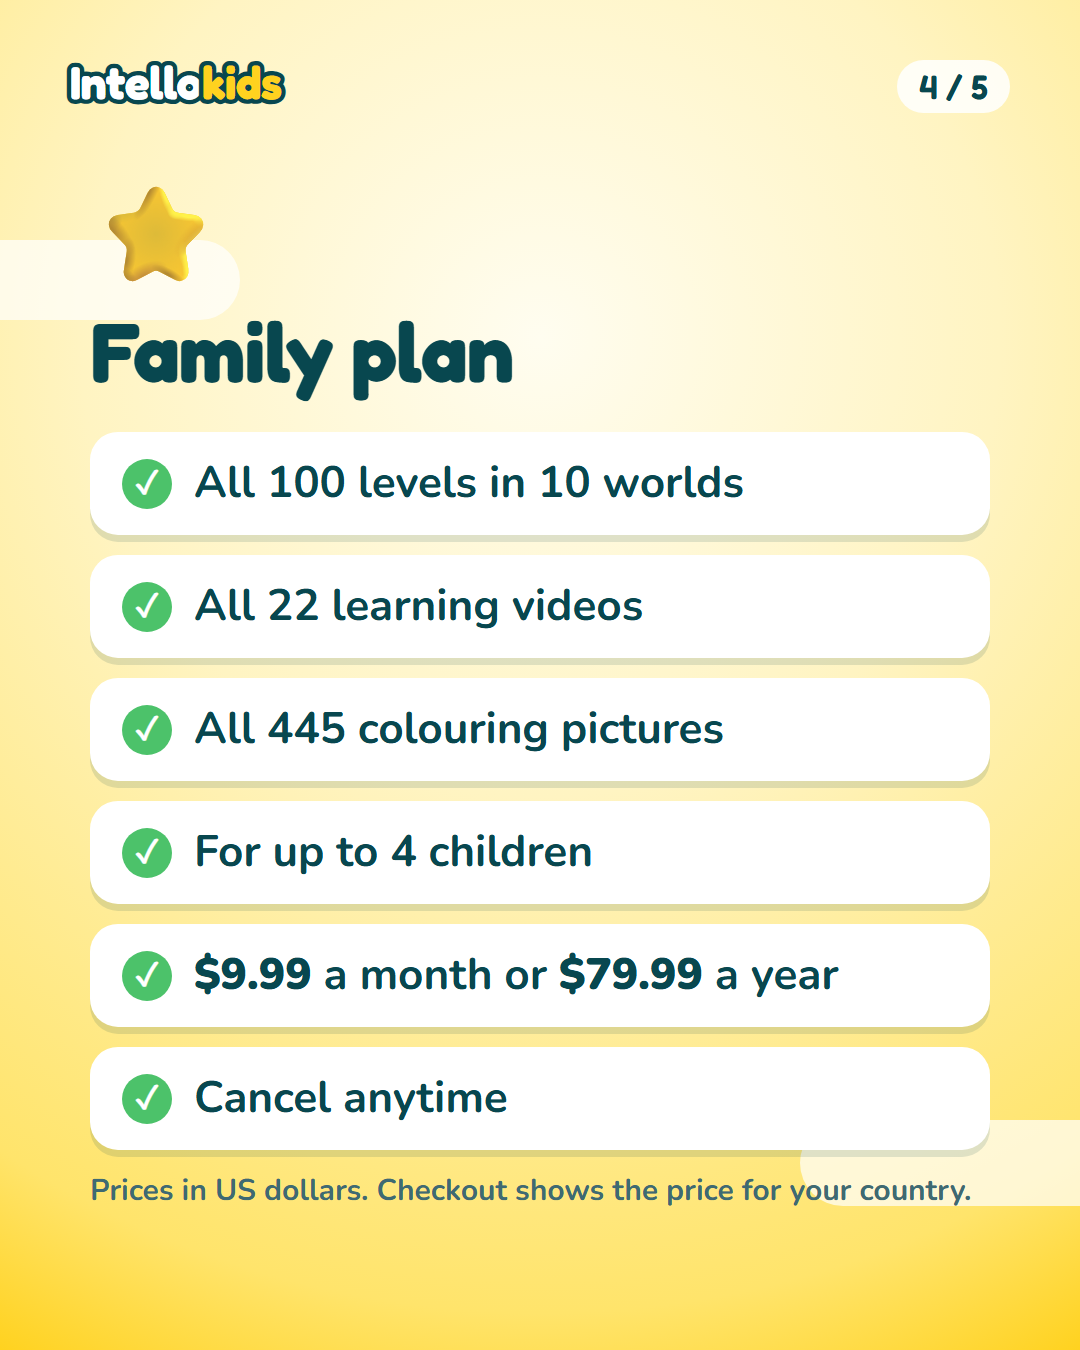 Intellokids
4 / 5
Family plan
All 100 levels in 10 worlds
All 22 learning videos
All 445 colouring pictures
For up to 4 children
$9.99 a month or $79.99 a year
Cancel anytime
Prices in US dollars. Checkout shows the price for your country.